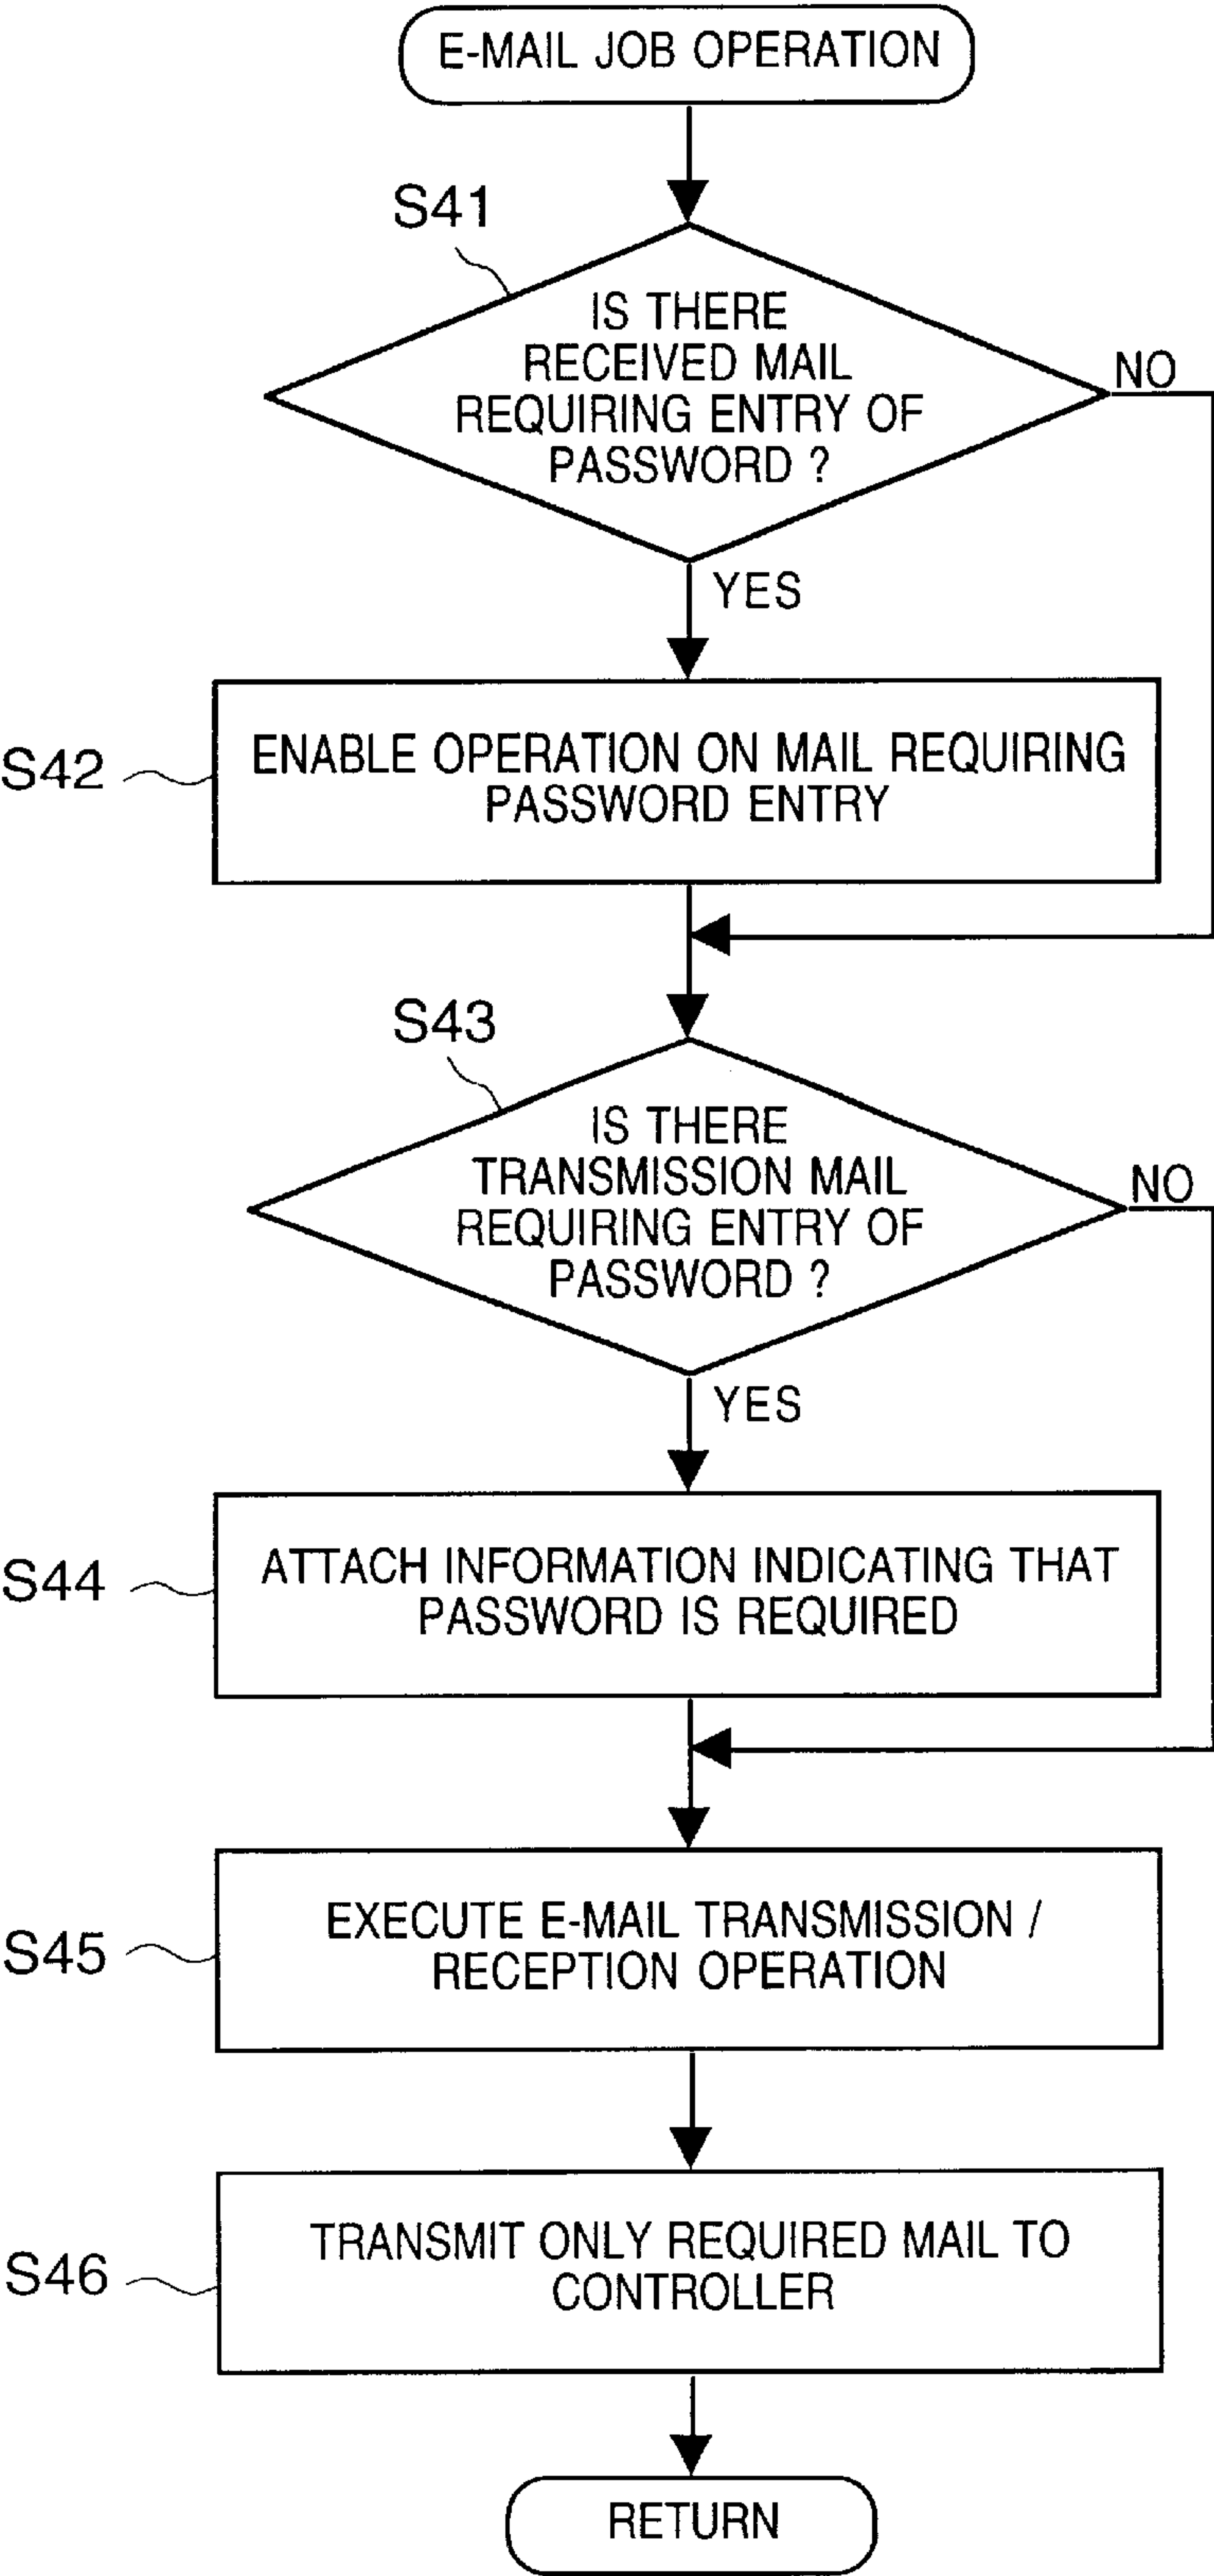 E-MAIL JOB OPERATION
S41
IS THERE
RECEIVED MAIL
REQUIRING ENTRY OF
PASSWORD ?
NO
YES
S42
ENABLE OPERATION ON MAIL REQUIRING
PASSWORD ENTRY
S43
IS THERE
TRANSMISSION MAIL
REQUIRING ENTRY OF
PASSWORD ?
NO
YES
S44
ATTACH INFORMATION INDICATING THAT
PASSWORD IS REQUIRED
S45
EXECUTE E-MAIL TRANSMISSION /
RECEPTION OPERATION
S46
TRANSMIT ONLY REQUIRED MAIL TO
CONTROLLER
RETURN